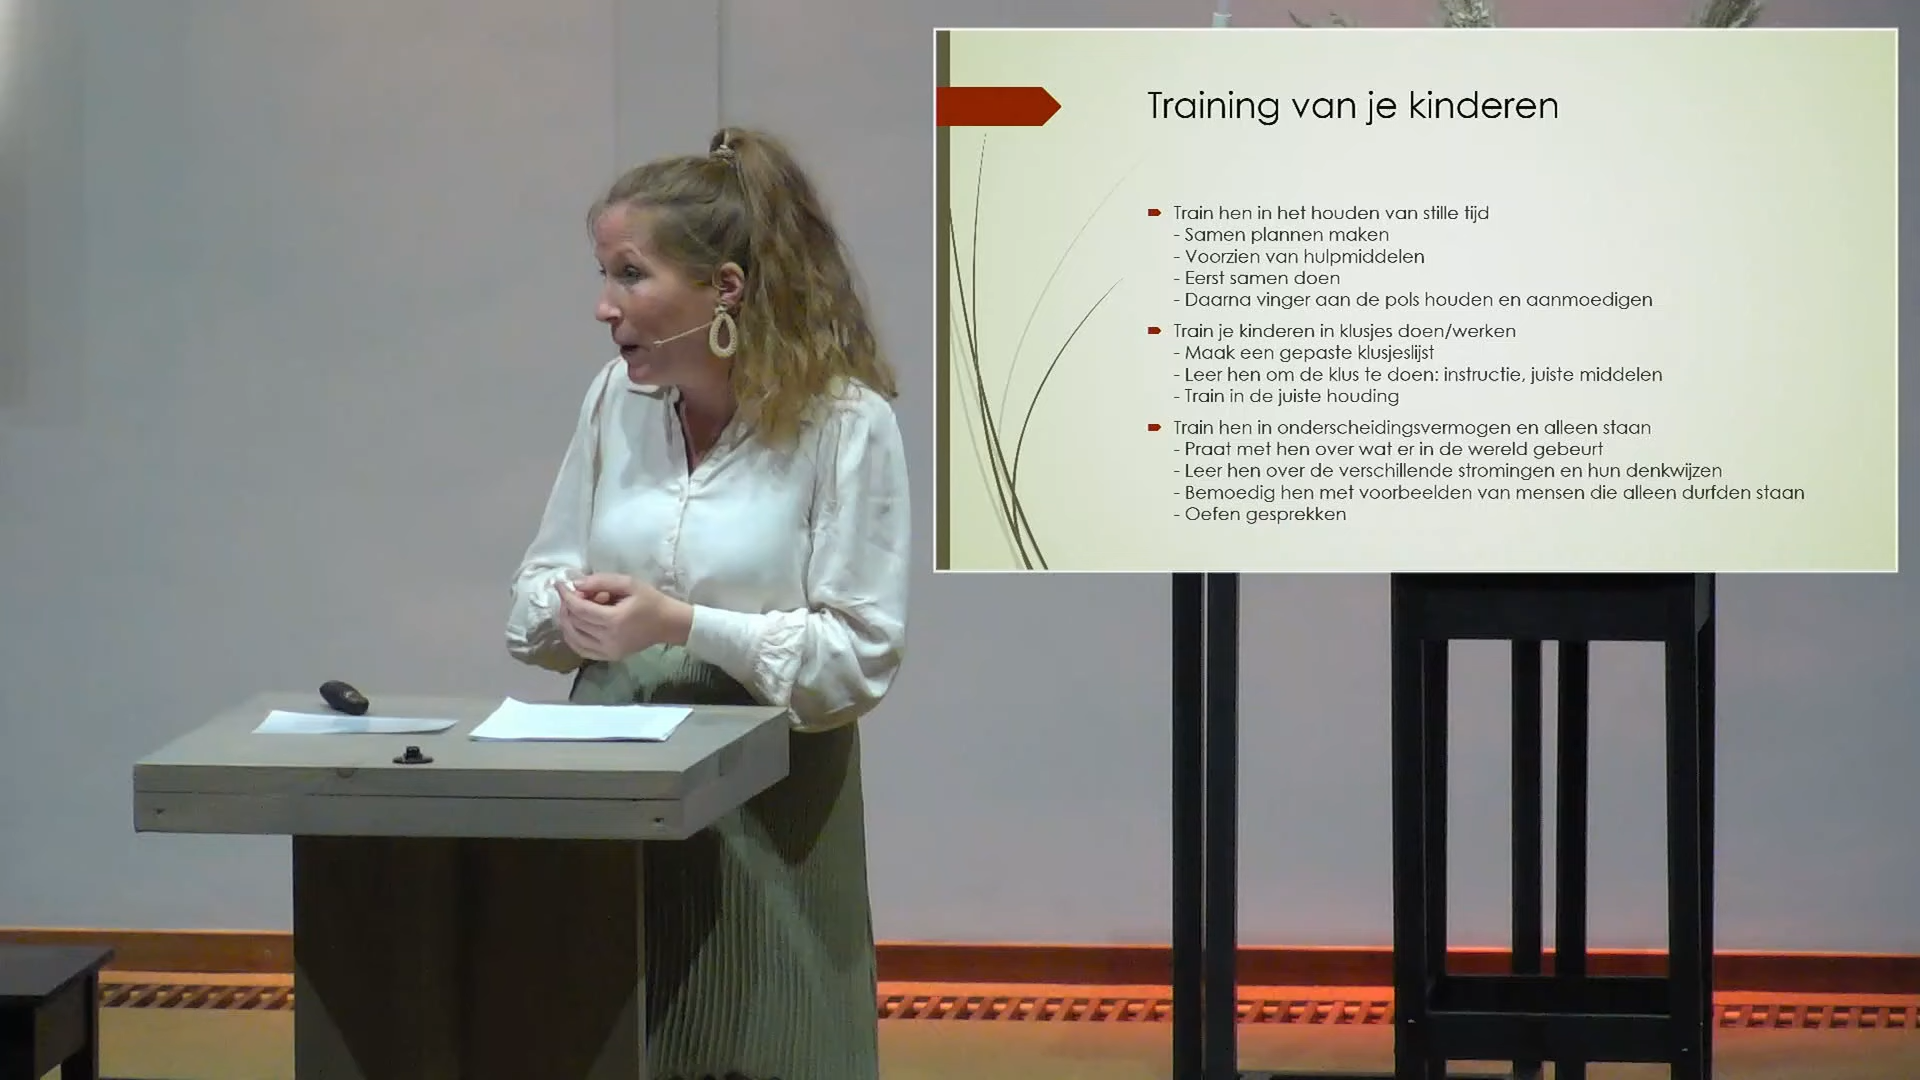 Training van je kinderen
Train hen in het houden van stille tijd
- Samen plannen maken
- Voorzien van hulpmiddelen
- Eerst samen doen
- Daarna vinger aan de pols houden en aanmoedigen
Train je kinderen in klusjes doen/werken
- Maak een gepaste klusjeslijst
- Leer hen om de klus te doen: instructie, juiste middelen
- Train in de juiste houding
Train hen in onderscheidingsvermogen en alleen staan
- Praat met hen over wat er in de wereld gebeurt
- Leer hen over de verschillende stromingen en hun denkwijzen
- Bemoedig hen met voorbeelden van mensen die alleen durfden staan
- Oefen gesprekken